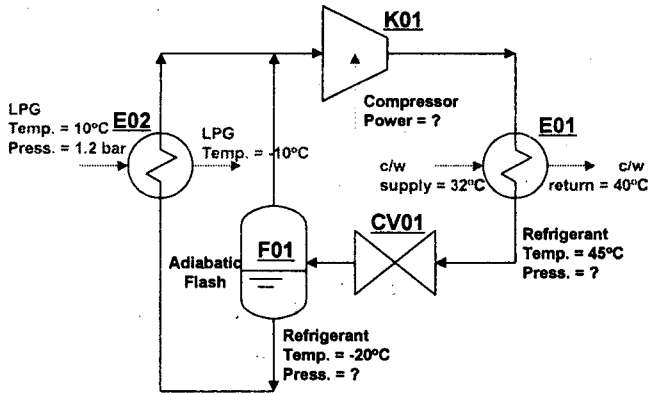 K01
Compressor
Power = ?
LPG
Temp. = 10°C
Press. = 1.2 bar
E02
LPG
Temp. = -10°C
E01
c/w
supply = 32°C
c/w
return = 40°C
CV01
Refrigerant
Temp. = 45°C
Press. = ?
F01
Adiabatic
Flash
Refrigerant
Temp. = -20°C
Press. = ?